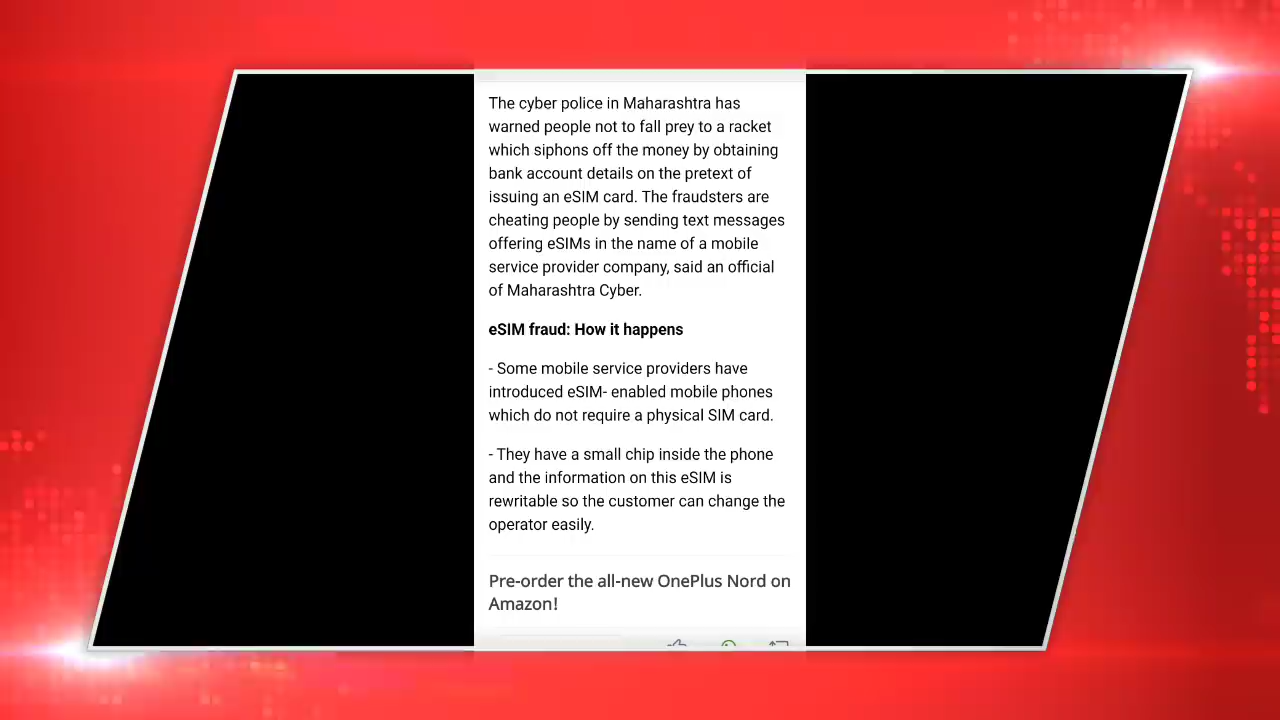 The cyber police in Maharashtra has
warned people not to fall prey to a racket
which siphons off the money by obtaining
bank account details on the pretext of
issuing an eSIM card. The fraudsters are
cheating people by sending text messages
offering eSIMs in the name of a mobile
service provider company, said an official
of Maharashtra Cyber.
eSIM fraud: How it happens
- Some mobile service providers have
introduced eSIM- enabled mobile phones
which do not require a physical SIM card.
- They have a small chip inside the phone
and the information on this eSIM is
rewritable so the customer can change the
operator easily.
Pre-order the all-new OnePlus Nord on
Amazon!